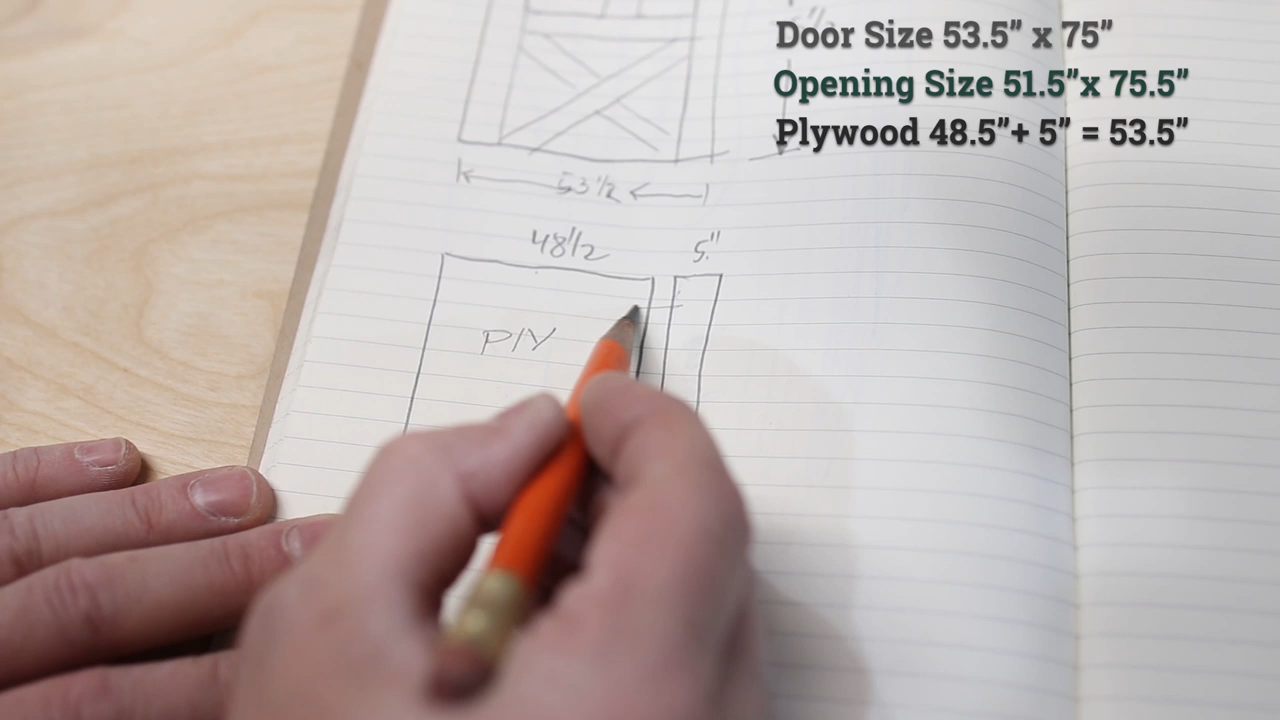 Door Size 53.5” x 75”
Opening Size 51.5”x 75.5”
Plywood 48.5”+ 5” = 53.5”
53 1/2
48 1/2 5"
PLY